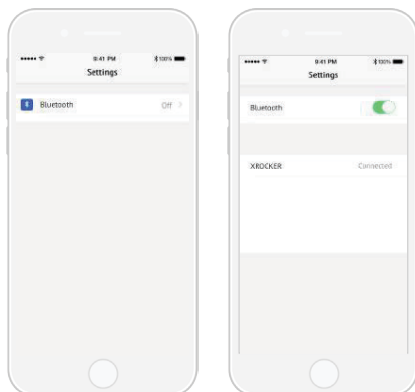 9:41 PM 100%
Settings
Bluetooth Off
9:41 PM 100%
Settings
Bluetooth
XROCKER Connected